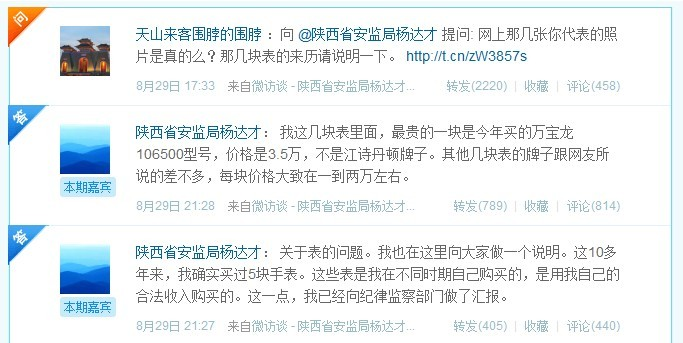 问
天山来客围脖的围脖 ：向 @陕西省安监局杨达才 提问: 网上那几张你代表的照
片是真的么？那几块表的来历请说明一下。 http://t.cn/zW3857s
8月29日 17:33 来自微访谈 - 陕西省安监局杨达才... 转发(2220) | 收藏 | 评论(458)
答
陕西省安监局杨达才： 我这几块表里面，最贵的一块是今年买的万宝龙
106500型号，价格是3.5万，不是江诗丹顿牌子。其他几块表的牌子跟网友所
说的差不多，每块价格大致在一到两万左右。
本期嘉宾
8月29日 21:28 来自微访谈 - 陕西省安监局杨达才... 转发(789) | 收藏 | 评论(814)
答
陕西省安监局杨达才： 关于表的问题。我也在这里向大家做一个说明。这10多
年来，我确实买过5块手表。这些表是我在不同时期自己购买的，是用我自己的
合法收入购买的。这一点，我已经向纪律监察部门做了汇报。
本期嘉宾
8月29日 21:27 来自微访谈 - 陕西省安监局杨达才... 转发(405) | 收藏 | 评论(440)